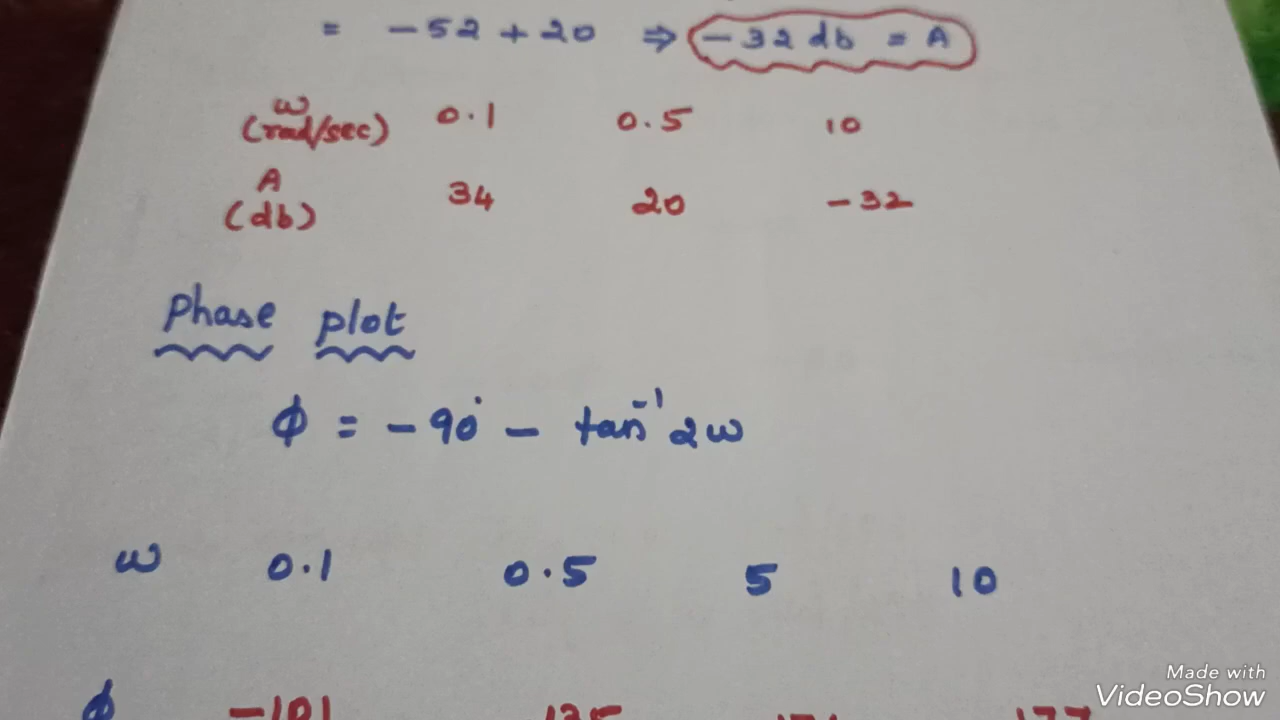 = -52 + 20 ⇒ -32 db = A
ω (rad/sec) 0.1 0.5 10
A (db) 34 20 -32
Phase plot
ϕ = -90° - tan⁻¹ 2ω
ω 0.1 0.5 5 10
ϕ -101
Made with
VideoShow